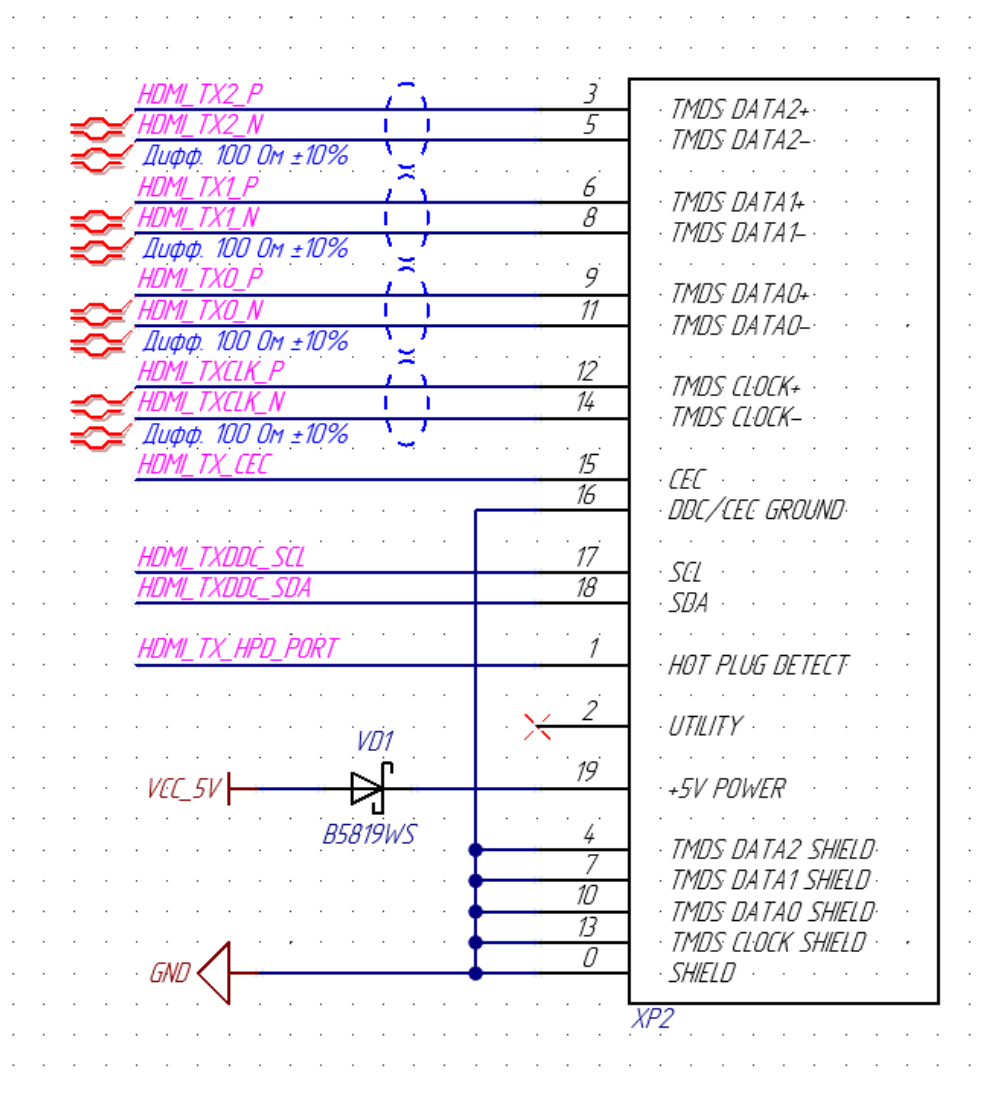 HDMI_TX2_P 3 TMDS DATA2+
HDMI_TX2_N 5 TMDS DATA2-
Дифф. 100 Ом ±10%
HDMI_TX1_P 6 TMDS DATA1+
HDMI_TX1_N 8 TMDS DATA1-
Дифф. 100 Ом ±10%
HDMI_TX0_P 9 TMDS DATA0+
HDMI_TX0_N 11 TMDS DATA0-
Дифф. 100 Ом ±10%
HDMI_TXCLK_P 12 TMDS CLOCK+
HDMI_TXCLK_N 14 TMDS CLOCK-
Дифф. 100 Ом ±10%
HDMI_TX_CEC 15 CEC
16 DDC/CEC GROUND
HDMI_TXDDC_SCL 17 SCL
HDMI_TXDDC_SDA 18 SDA
HDMI_TX_HPD_PORT 1 HOT PLUG DETECT
2 UTILITY
VD1
VCC_5V 19 +5V POWER
B5819WS
4 TMDS DATA2 SHIELD
7 TMDS DATA1 SHIELD
10 TMDS DATA0 SHIELD
13 TMDS CLOCK SHIELD
GND 0 SHIELD
XP2